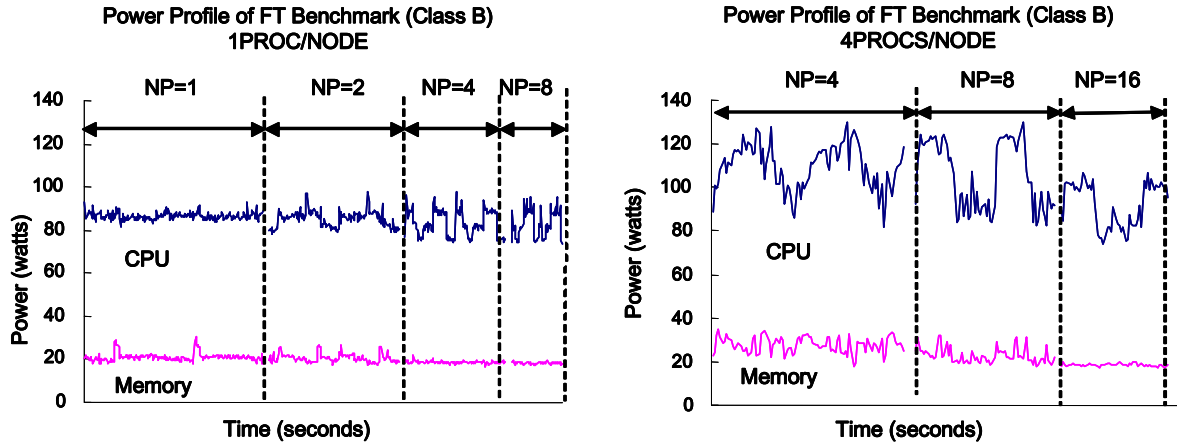 Power Profile of FT Benchmark (Class B)
1PROC/NODE
NP=1
NP=2
NP=4
NP=8
140
120
100
80
60
40
20
0
Power (watts)
CPU
Memory
Time (seconds)
Power Profile of FT Benchmark (Class B)
4PROCS/NODE
NP=4
NP=8
NP=16
140
120
100
80
60
40
20
0
Power (watts)
CPU
Memory
Time (seconds)